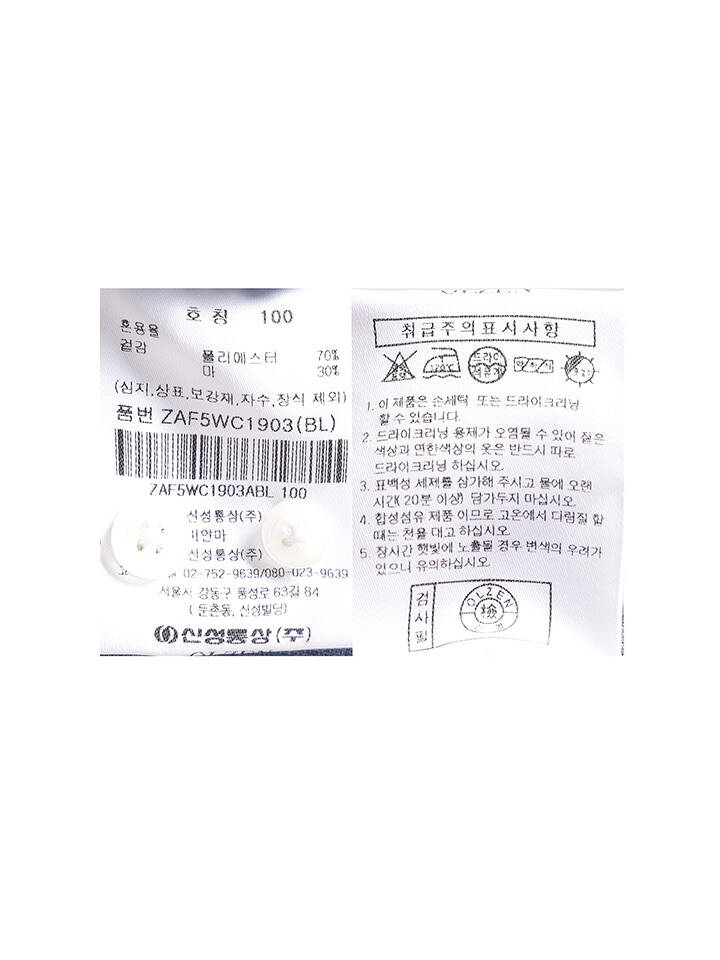 호칭 100
혼용율
겉감 폴리에스터 70%
마 30%
(심지,상표,보강재,자수,장식 제외)
품번 ZAF5WC1903(BL)
ZAF5WC1903ABL 100
신성통상(주)
미얀마
신성통상(주)
02-752-9639/080-023-9639
서울시 강동구 풍성로 63길 84
( 둔촌동, 신성빌딩)
신성통상(주)
OLZEN
취급주의표시사항
120℃
드라이
1. 이 제품은 손세탁 또는 드라이크리닝
할 수 있습니다.
2. 드라이크리닝 용제가 오염될 수 있어 짙은
색상과 연한색상의 옷은 반드시 따로
드라이크리닝 하십시오.
3. 표백성 세제를 삼가해 주시고 물에 오랜
시간( 20분 이상) 담가두지 마십시오.
4. 합성섬유 제품 이므로 고온에서 다림질 할
때는 천을 대고 하십시오.
5. 장시간 햇빛에 노출될 경우 변색의 우려가
있으니 유의하십시오.
검사필
OLZEN
檢